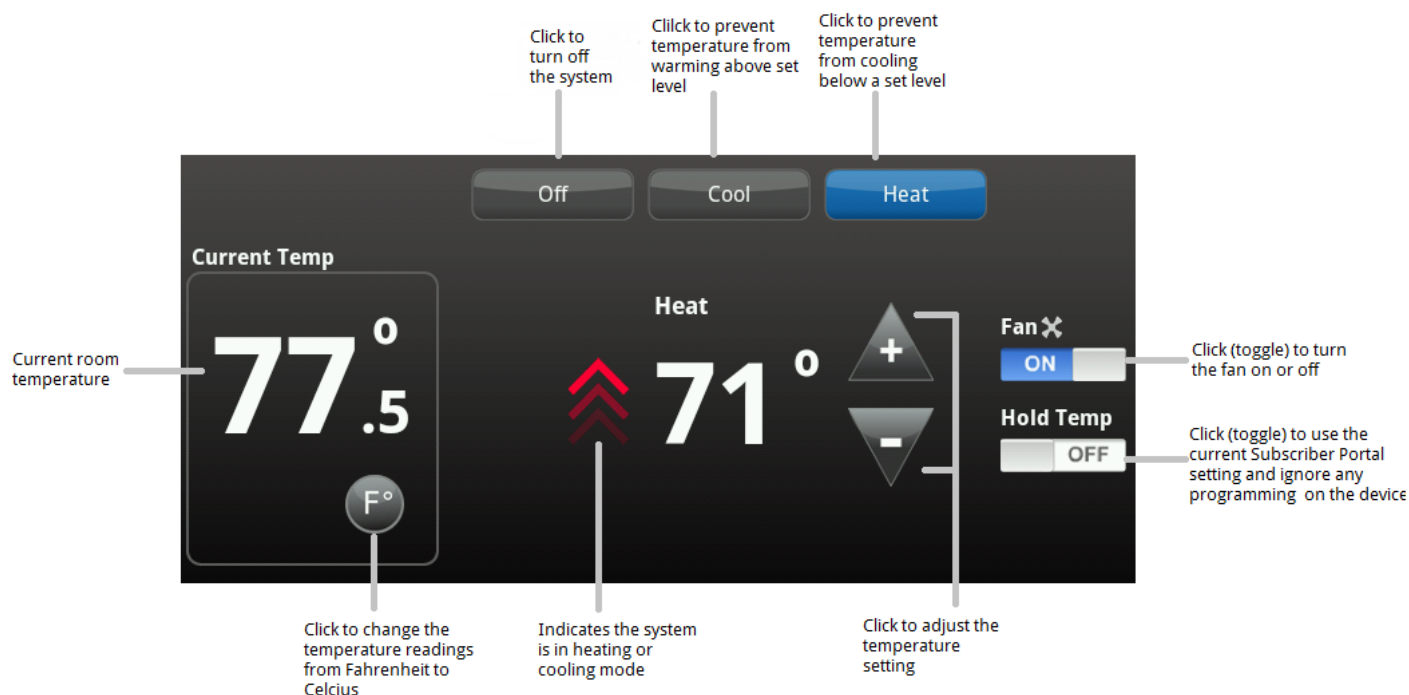 Click to
turn off
the system
Clilck to prevent
temperature from
warming above set
level
Click to prevent
temperature
from cooling
below a set level
Off
Cool
Heat
Current Temp
77.5°
F°
Heat
71°
+
-
Fan
ON
Hold Temp
OFF
Current room
temperature
Click (toggle) to turn
the fan on or off
Click (toggle) to use the
current Subscriber Portal
setting and ignore any
programming on the device
Click to change the
temperature readings
from Fahrenheit to
Celcius
Indicates the system
is in heating or
cooling mode
Click to adjust the
temperature
setting